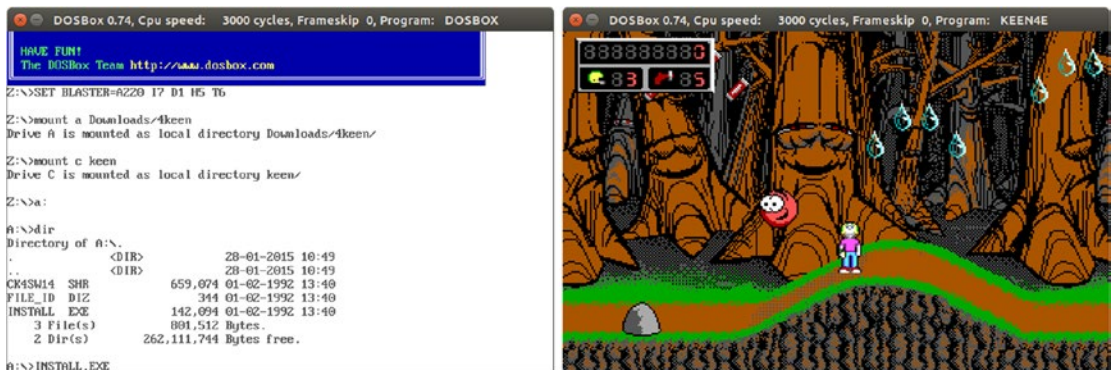 DOSBox 0.74, Cpu speed: 3000 cycles, Frameskip 0, Program: DOSBOX
HAVE FUN!
The DOSBox Team http://www.dosbox.com
Z:\>SET BLASTER=A220 I7 D1 H5 T6
Z:\>mount a Downloads/4keen
Drive A is mounted as local directory Downloads/4keen/
Z:\>mount c keen
Drive C is mounted as local directory keen/
Z:\>a:
A:\>dir
Directory of A:\.
. <DIR> 28-01-2015 10:49
.. <DIR> 28-01-2015 10:49
CK4SW14 SHR 659,074 01-02-1992 13:40
FILE_ID DIZ 344 01-02-1992 13:40
INSTALL EXE 142,094 01-02-1992 13:40
3 File(s) 801,512 Bytes.
2 Dir(s) 262,111,744 Bytes free.
A:\>INSTALL.EXE
DOSBox 0.74, Cpu speed: 3000 cycles, Frameskip 0, Program: KEEN4E
0
3 5